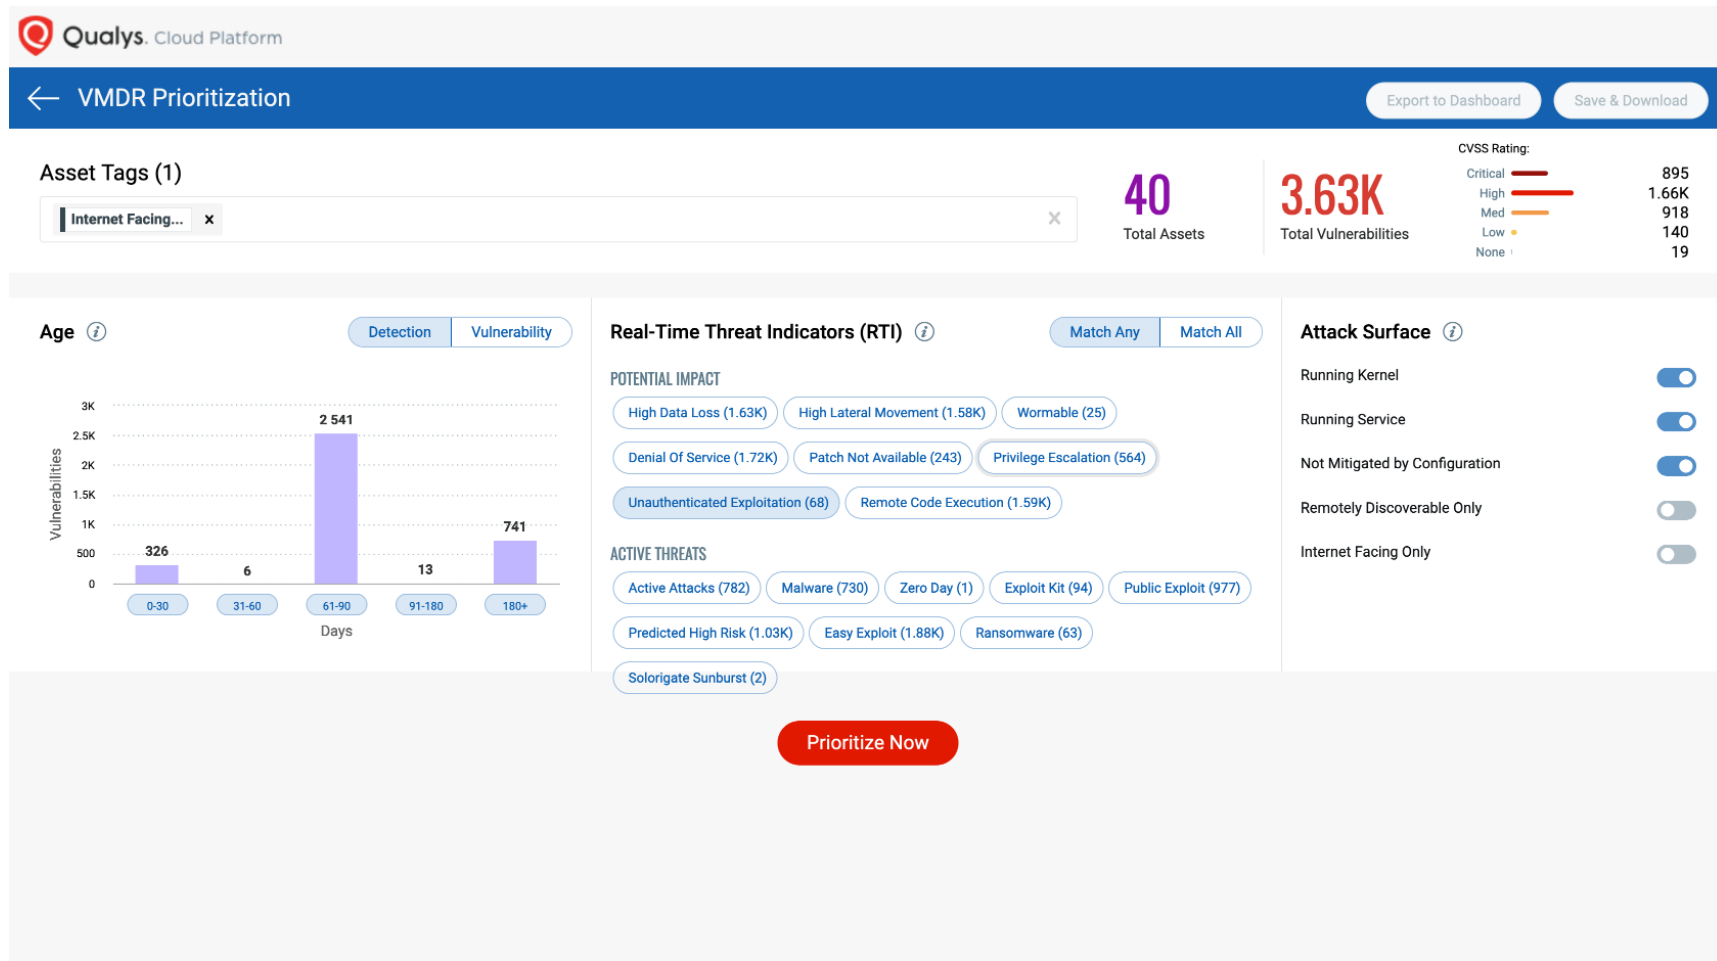 Qualys. Cloud Platform
VMDR Prioritization
Export to Dashboard
Save & Download
Asset Tags (1)
Internet Facing...
40
Total Assets
3.63K
Total Vulnerabilities
CVSS Rating:
Critical 895
High 1.66K
Med 918
Low 140
None 19
Age
Detection Vulnerability
Vulnerabilities
3K
2.5K
2K
1.5K
1K
500
0
326
6
2 541
13
741
0-30 31-60 61-90 91-180 180+
Days
Real-Time Threat Indicators (RTI)
Match Any Match All
POTENTIAL IMPACT
High Data Loss (1.63K) High Lateral Movement (1.58K) Wormable (25)
Denial Of Service (1.72K) Patch Not Available (243) Privilege Escalation (564)
Unauthenticated Exploitation (68) Remote Code Execution (1.59K)
ACTIVE THREATS
Active Attacks (782) Malware (730) Zero Day (1) Exploit Kit (94) Public Exploit (977)
Predicted High Risk (1.03K) Easy Exploit (1.88K) Ransomware (63)
Solorigate Sunburst (2)
Attack Surface
Running Kernel
Running Service
Not Mitigated by Configuration
Remotely Discoverable Only
Internet Facing Only
Prioritize Now